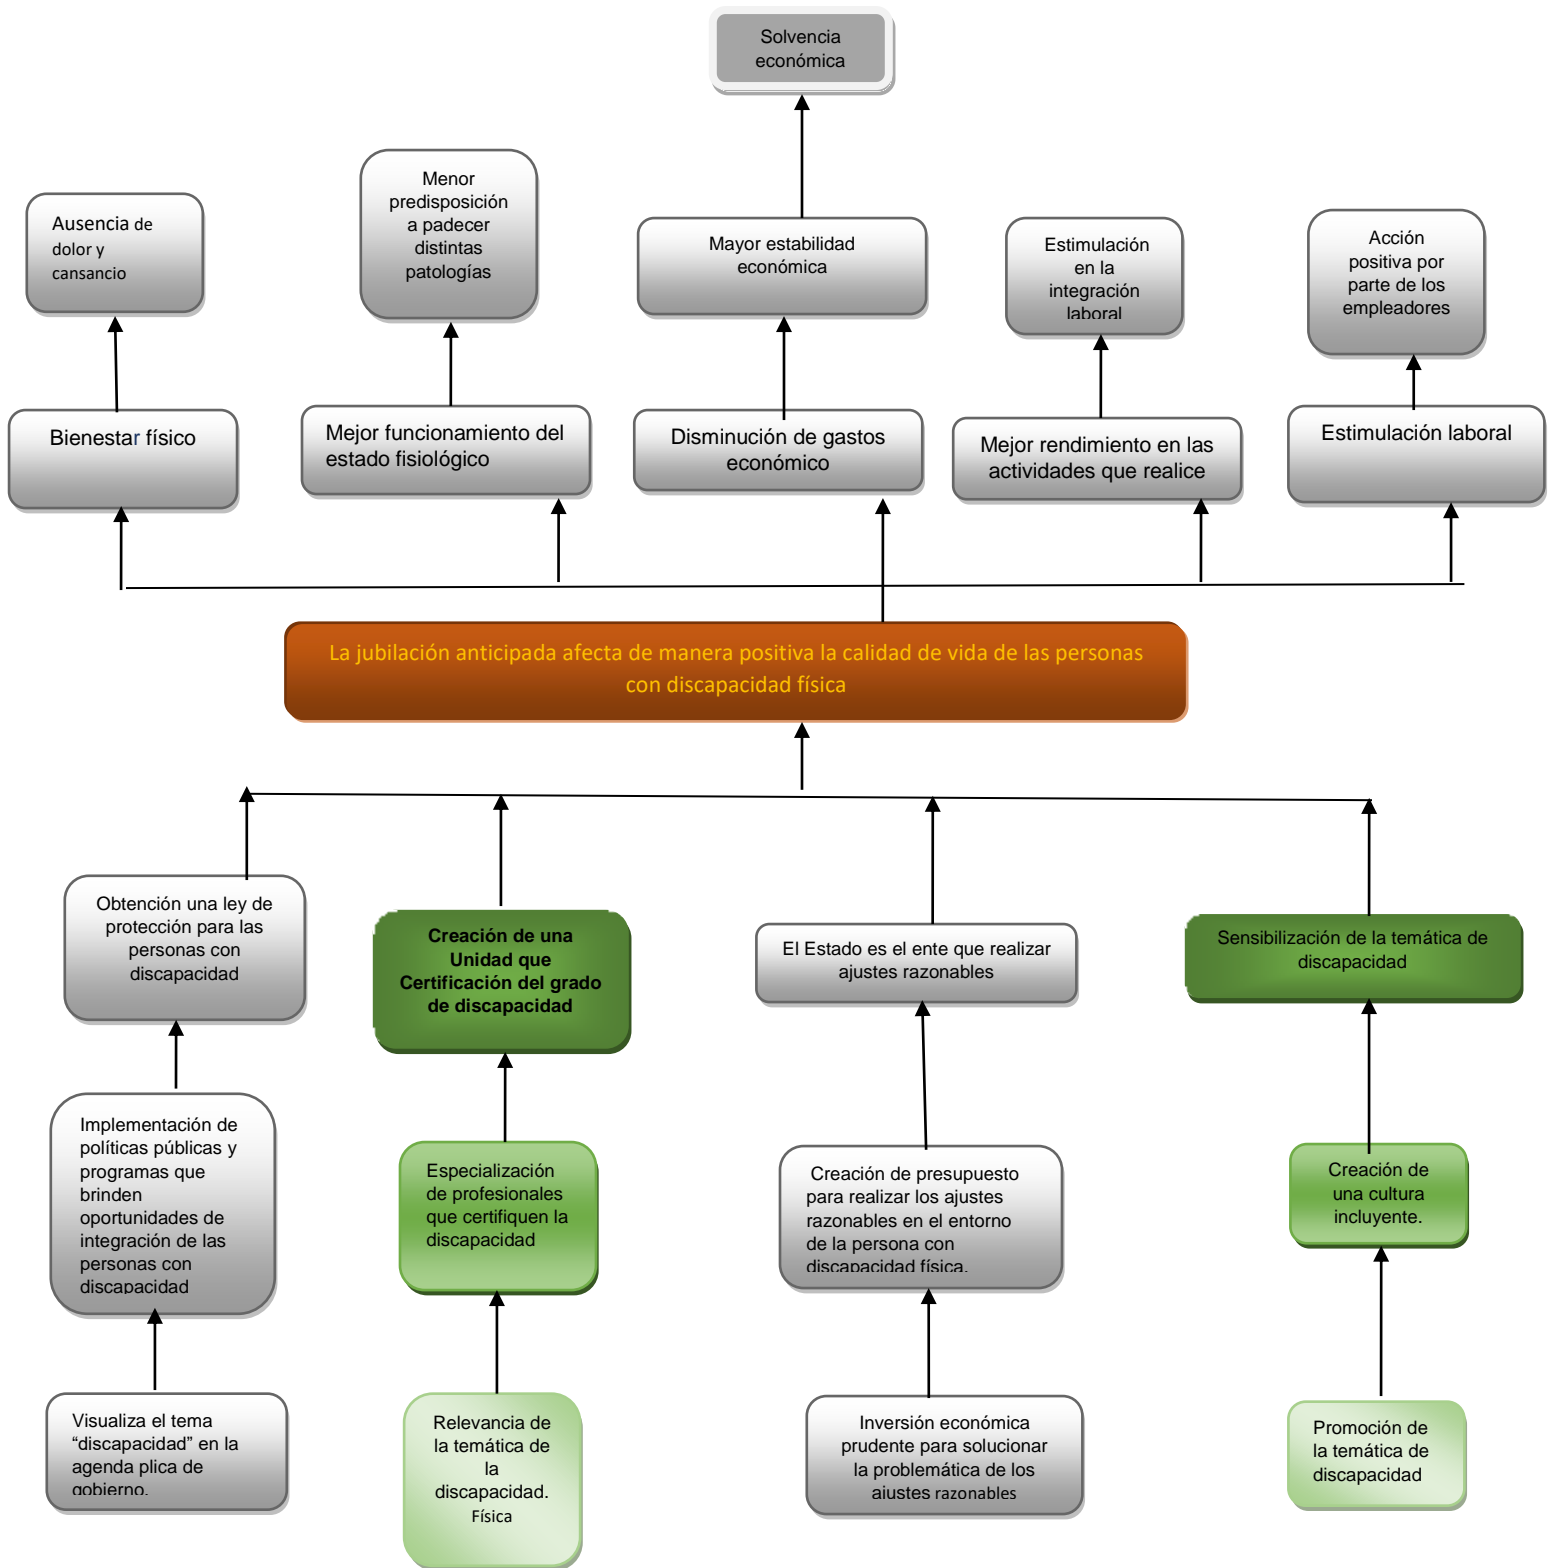 Solvencia
económica
Ausencia de
dolor y
cansancio
Menor
predisposición
a padecer
distintas
patologías
Mayor estabilidad
económica
Estimulación
en la
integración
laboral
Acción
positiva por
parte de los
empleadores
Bienestar físico
Mejor funcionamiento del
estado fisiológico
Disminución de gastos
económico
Mejor rendimiento en las
actividades que realice
Estimulación laboral
La jubilación anticipada afecta de manera positiva la calidad de vida de las personas
con discapacidad física
Obtención una ley de
protección para las
personas con
discapacidad
Creación de una
Unidad que
Certificación del grado
de discapacidad
El Estado es el ente que realizar
ajustes razonables
Sensibilización de la temática de
discapacidad
Implementación de
políticas públicas y
programas que
brinden
oportunidades de
integración de las
personas con
discapacidad
Especialización
de profesionales
que certifiquen la
discapacidad
Creación de presupuesto
para realizar los ajustes
razonables en el entorno
de la persona con
discapacidad física.
Creación de
una cultura
incluyente.
Visualiza el tema
“discapacidad” en la
agenda plica de
gobierno.
Relevancia de
la temática de
la
discapacidad.
Física
Inversión económica
prudente para solucionar
la problemática de los
ajustes razonables
Promoción de
la temática de
discapacidad